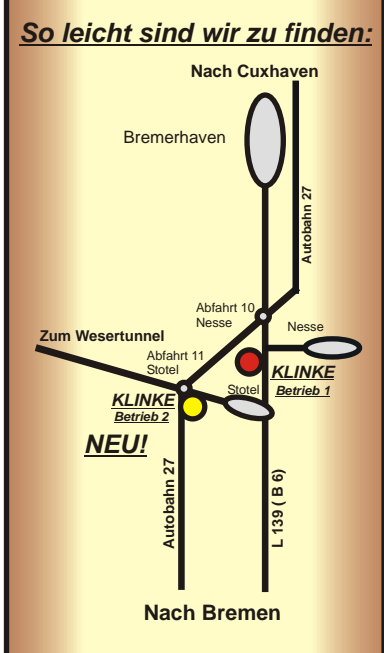 So leicht sind wir zu finden:
Nach Cuxhaven
Bremerhaven
Autobahn 27
Abfahrt 10
Nesse
Nesse
Zum Wesertunnel
Abfahrt 11
Stotel
KLINKE
Betrieb 1
Stotel
KLINKE
Betrieb 2
NEU!
Autobahn 27
L 139 ( B 6)
Nach Bremen